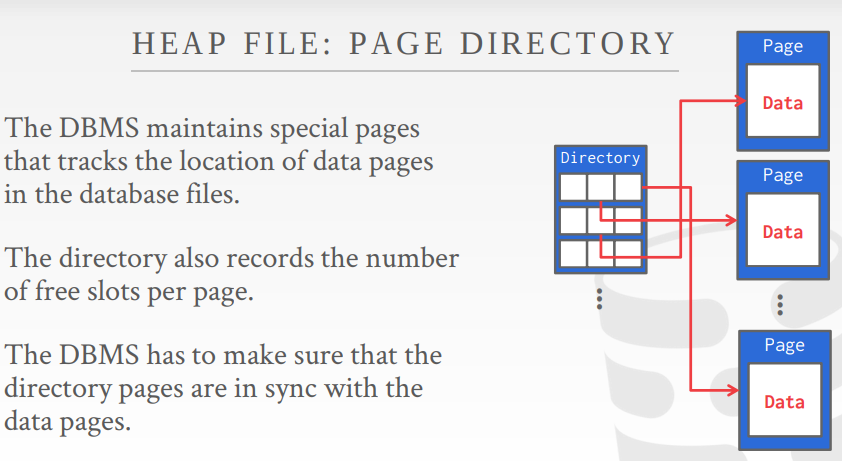 HEAP FILE: PAGE DIRECTORY
The DBMS maintains special pages
that tracks the location of data pages
in the database files.
The directory also records the number
of free slots per page.
The DBMS has to make sure that the
directory pages are in sync with the
data pages.
Directory
Page
Data
Page
Data
Page
Data